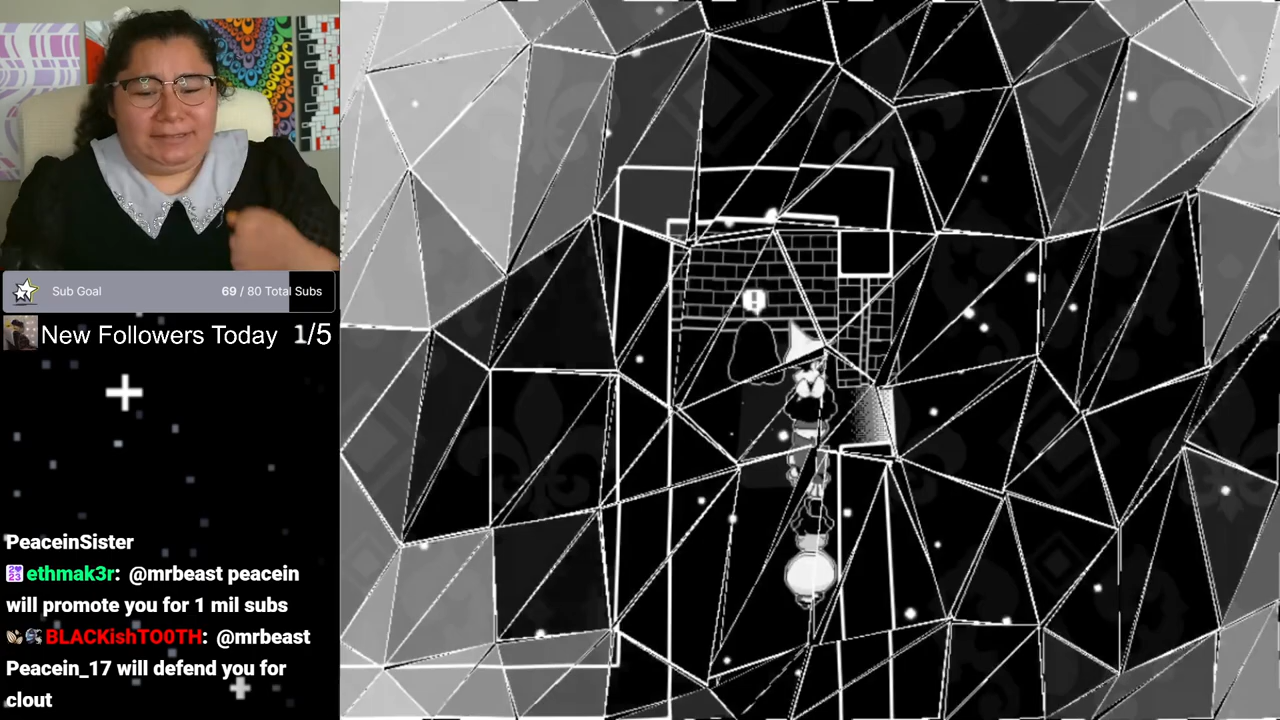 Sub Goal 69 / 80 Total Subs
New Followers Today 1/5
!
PeaceinSister
ethmak3r: @mrbeast peacein
will promote you for 1 mil subs
BLACKishTO0TH: @mrbeast
Peacein_17 will defend you for
clout